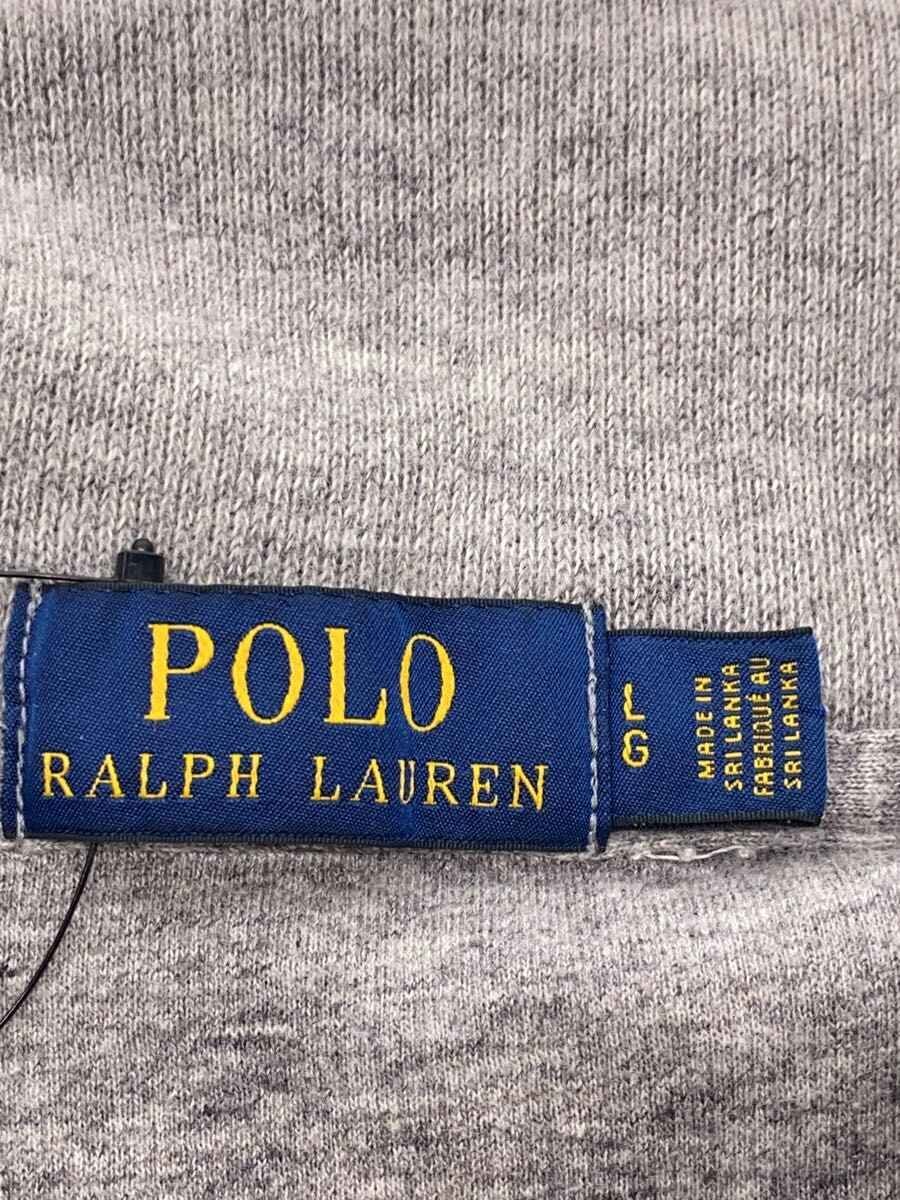 POLO
RALPH LAUREN
L
G
MADE IN
SRI LANKA
FABRIQUÉ AU
SRI LANKA